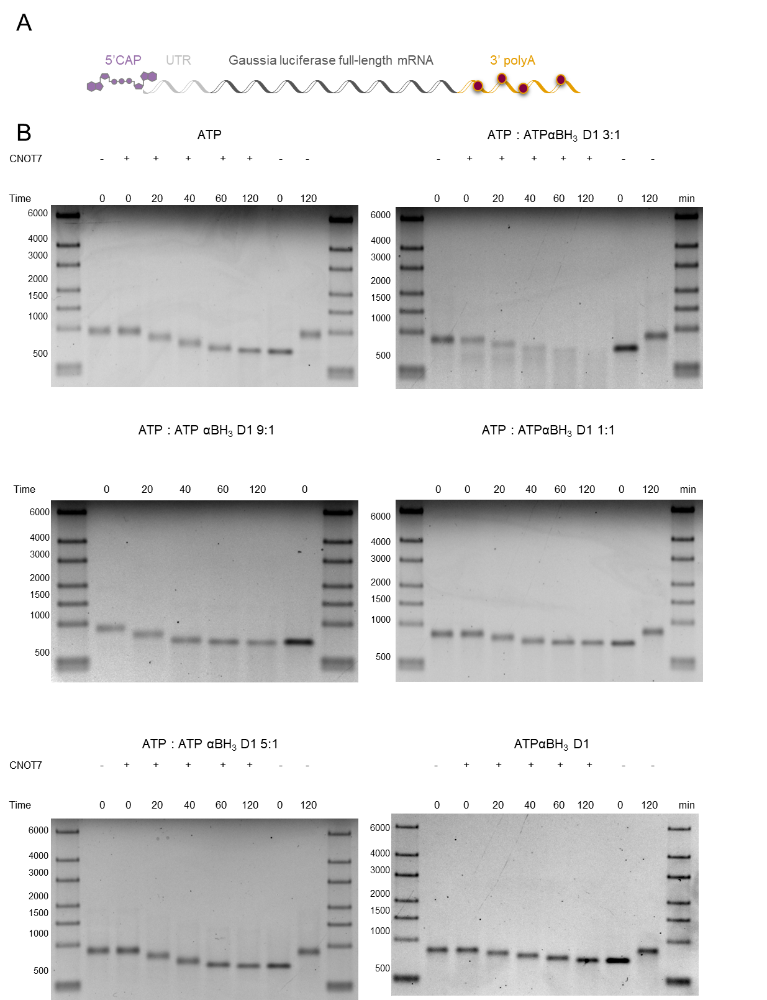 A
5'CAP UTR Gaussia luciferase full-length mRNA 3' polyA
B
ATP
CNOT7 - + + + + + - -
Time 0 0 20 40 60 120 0 120
6000
4000
3000
2000
1500
1000
500
ATP : ATPαBH₃ D1 3:1
- + + + + + - -
0 0 20 40 60 120 0 120 min
6000
4000
3000
2000
1500
1000
500
ATP : ATP αBH₃ D1 9:1
Time 0 20 40 60 120 0
6000
4000
3000
2000
1500
1000
500
ATP : ATPαBH₃ D1 1:1
0 0 20 40 60 120 0 120 min
6000
4000
3000
2000
1500
1000
500
ATP : ATP αBH₃ D1 5:1
CNOT7 - + + + + + - -
Time 0 0 20 40 60 120 0 120
6000
4000
3000
2000
1500
1000
500
ATPαBH₃ D1
- + + + + + - -
0 0 20 40 60 120 0 120 min
6000
4000
3000
2000
1500
1000
500